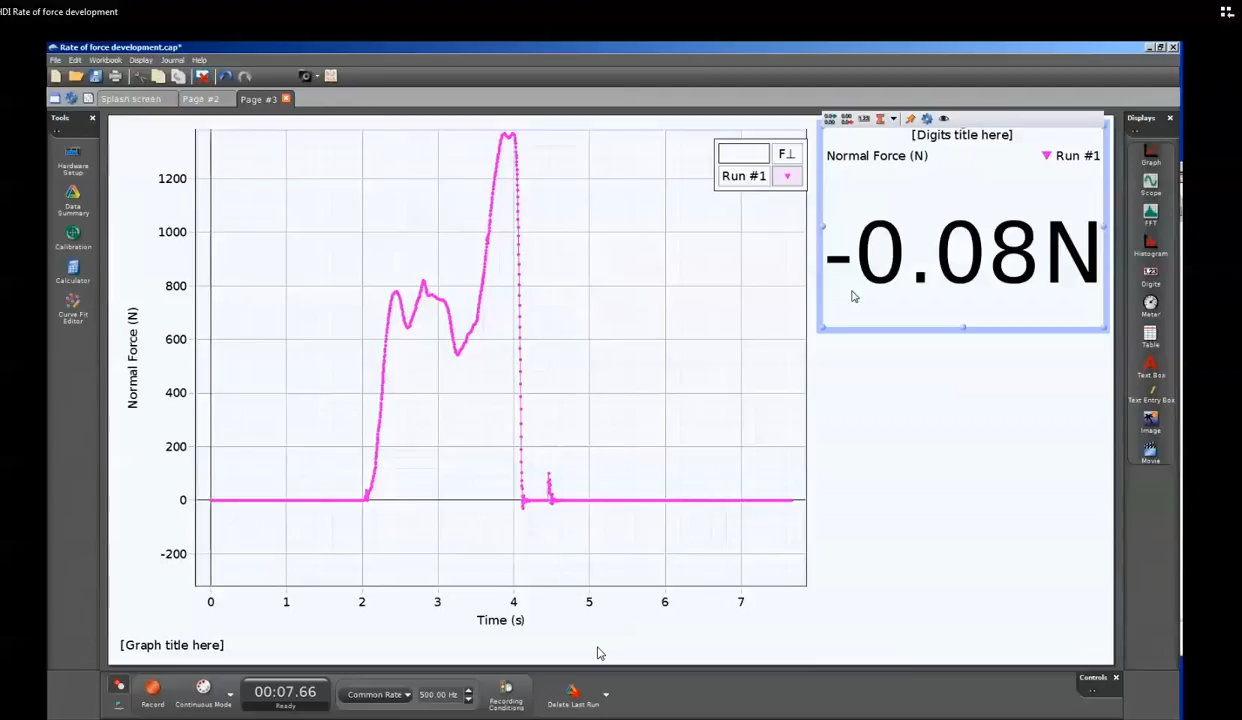 HDI Rate of force development
Rate of force development.cap*
File Edit Workbook Display Journal Help
Splash screen Page #2 Page #3
Tools
Hardware
Setup
Data
Summary
Calibration
Calculator
Curve Fit
Editor
Normal Force (N)
1200
1000
800
600
400
200
0
-200
0 1 2 3 4 5 6 7
Time (s)
[Graph title here]
F⊥
Run #1
[Digits title here]
Normal Force (N) Run #1
-0.08N
Displays
Graph
Scope
FFT
Histogram
Digits
Meter
Table
Text Box
Text Entry Box
Image
Movie
Record
Continuous Mode
00:07.66
Ready
Common Rate 500.00 Hz
Recording
Conditions
Delete Last Run
Controls